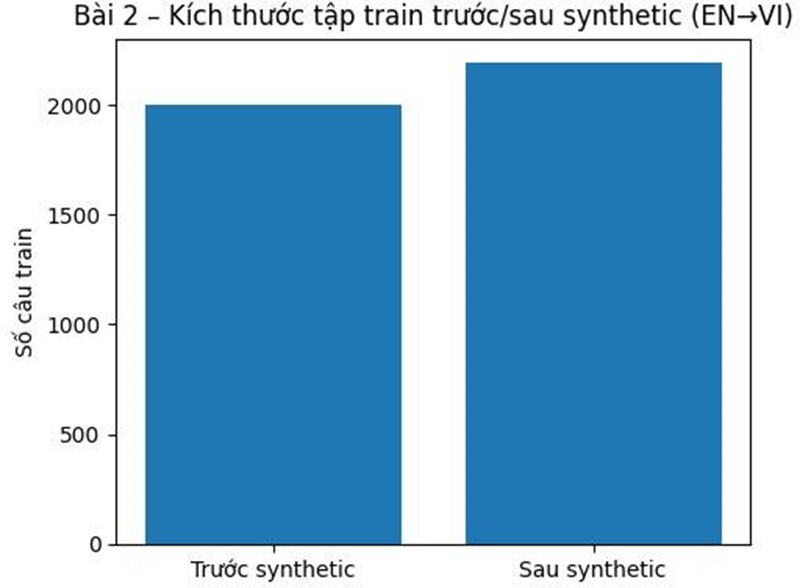 Bài 2 – Kích thước tập train trước/sau synthetic (EN→VI)
Số câu train
2000
1500
1000
500
0
Trước synthetic
Sau synthetic